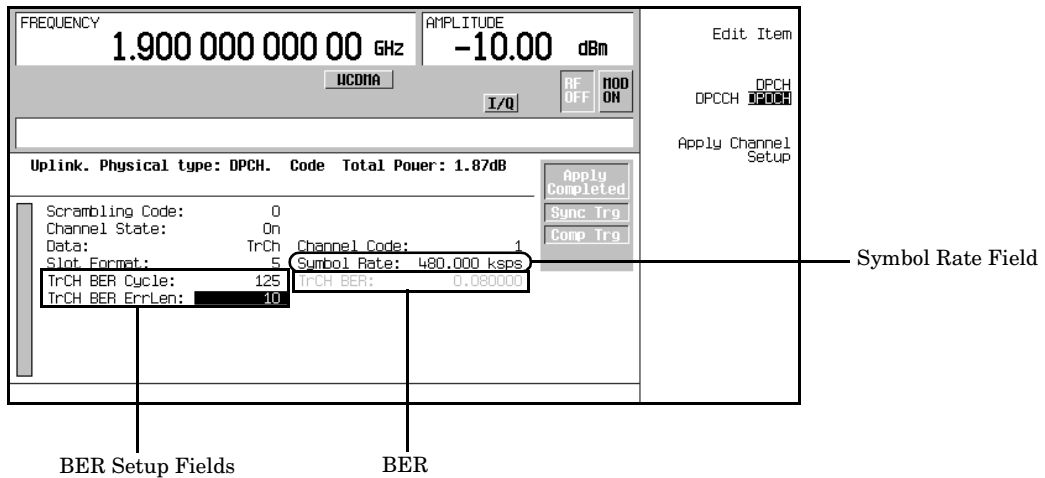 FREQUENCY
1.900 000 000 00 GHz
AMPLITUDE
-10.00 dBm
WCDMA
I/Q
RF OFF
MOD ON
Edit Item
DPCH
DPCCH DPDCH
Apply Channel
Setup
Uplink. Physical type: DPCH. Code Total Power: 1.87dB
Apply
Completed
Sync Trg
Comp Trg
Scrambling Code: 0
Channel State: On
Data: TrCh Channel Code: 1
Slot Format: 5 Symbol Rate: 480.000 ksps
TrCH BER Cycle: 125 TrCH BER: 0.080000
TrCH BER ErrLen: 10
Symbol Rate Field
BER Setup Fields
BER